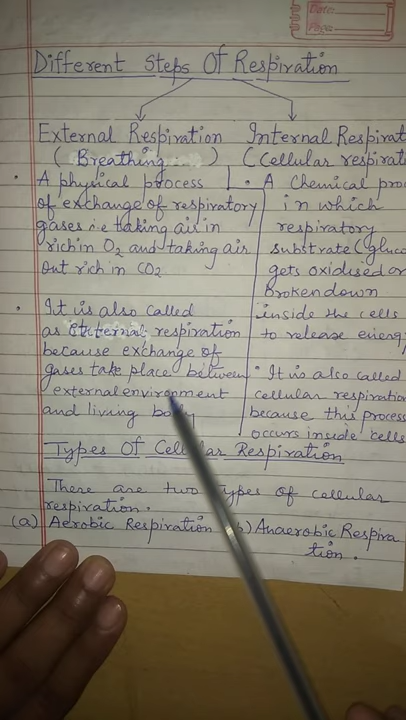 Date:
Page:
Different Steps Of Respiration
External Respiration
( Breathing )
• A physical process
of exchange of respiratory
gases i.e taking air in
rich in O2 and taking air
out rich in CO2
• It is also called
as External respiration
because exchange of
gases take place between
external environment
and living body
Internal Respirat
(Cellular respirat
• A Chemical pro
in which
respiratory
substrate (gluco
gets oxidised or
broken down
inside the cells
to release energ
• It is also called
cellular respiration
because this process
occurs inside cells
Types Of Cellular Respiration
There are two types of cellular
respiration.
(a) Aerobic Respiration (b) Anaerobic Respira
tion.